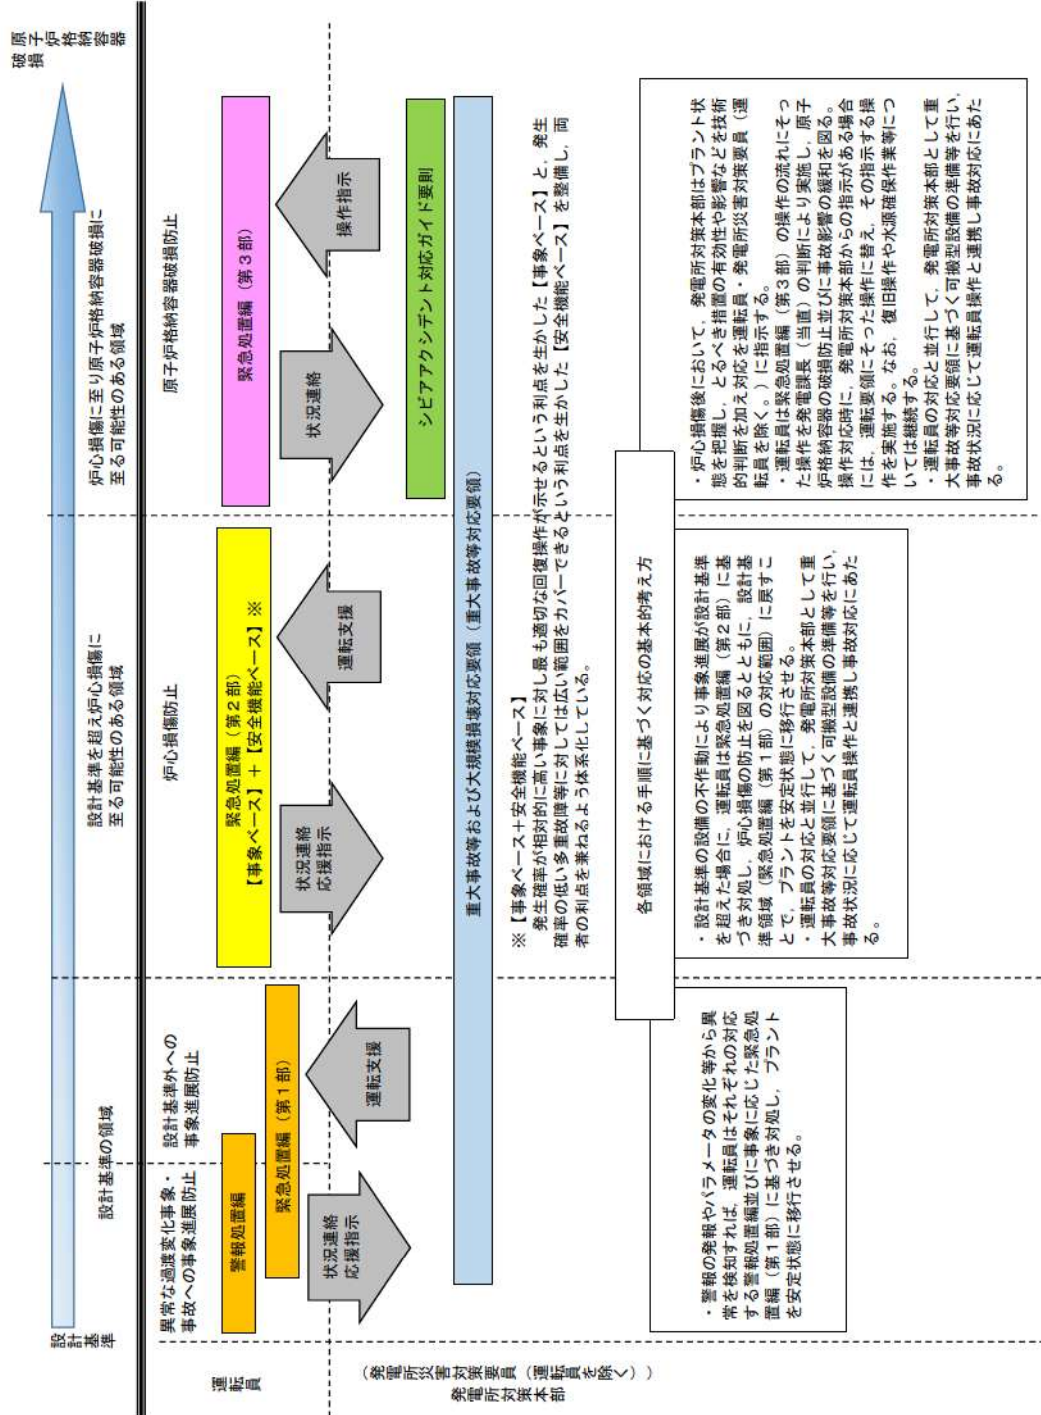 設計基準
原子炉格納容器
破損
設計基準の領域
設計基準を超え炉心損傷に
至る可能性のある領域
炉心損傷に至り原子炉格納容器破損に
至る可能性のある領域
異常な過渡変化事象・
事故への事象進展防止
設計基準外への
事象進展防止
炉心損傷防止
原子炉格納容器破損防止
運転員
警報処置編
緊急処置編（第１部）
緊急処置編（第２部）
【事象ベース】＋【安全機能ベース】※
緊急処置編（第３部）
状況連絡
応援指示
運転支援
状況連絡
応援指示
運転支援
状況連絡
操作指示
（発電所災害対策要員（運転員を除く））
発電所対策本部
シビアアクシデント対応ガイド要則
重大事故等および大規模損壊対応要領（重大事故等対応要領）
※【事象ベース＋安全機能ベース】
発生確率が相対的に高い事象に対し最も適切な回復操作が示せるという利点を生かした【事象ベース】と，発生
確率の低い多重故障等に対しては広い範囲をカバーできるという利点を生かした【安全機能ベース】を整備し，両
者の利点を兼ねるよう体系化している。
各領域における手順に基づく対応の基本的考え方
・警報の発報やパラメータの変化等から異
常を検知すれば，運転員はそれぞれの対応
する警報処置編並びに事象に応じた緊急処
置編（第１部）に基づき対処し，プラント
を安定状態に移行させる。
・設計基準の設備の不作動により事象進展が設計基準
を超えた場合に，運転員は緊急処置編（第２部）に基
づき対処し，炉心損傷の防止を図るとともに，設計基
準領域（緊急処置編（第１部）の対応範囲）に戻すこ
とで，プラントを安定状態に移行させる。
・運転員の対応と並行して，発電所対策本部として重
大事故等対応要領に基づく可搬型設備の準備等を行い，
事故状況に応じて運転員操作と連携し事故対応にあた
る。
・炉心損傷後において，発電所対策本部はプラント状
態を把握し，とるべき措置の有効性や影響などを技術
的判断を加え対応を運転員・発電所災害対策要員（運
転員を除く。）に指示する。
・運転員は緊急処置編（第３部）の操作の流れにそっ
た操作を発電課長（当直）の判断により実施し，原子
炉格納容器の破損防止並びに事故影響の緩和を図る。
操作対応時に，発電所対策本部からの指示がある場合
には，運転要領にそった操作に替え，その指示する操
作を実施する。なお，復旧操作や水源確保作業等につ
いては継続する。
・運転員の対応と並行して，発電所対策本部として重
大事故等対応要領に基づく可搬型設備の準備等を行い，
事故状況に応じて運転員操作と連携し事故対応にあた
る。